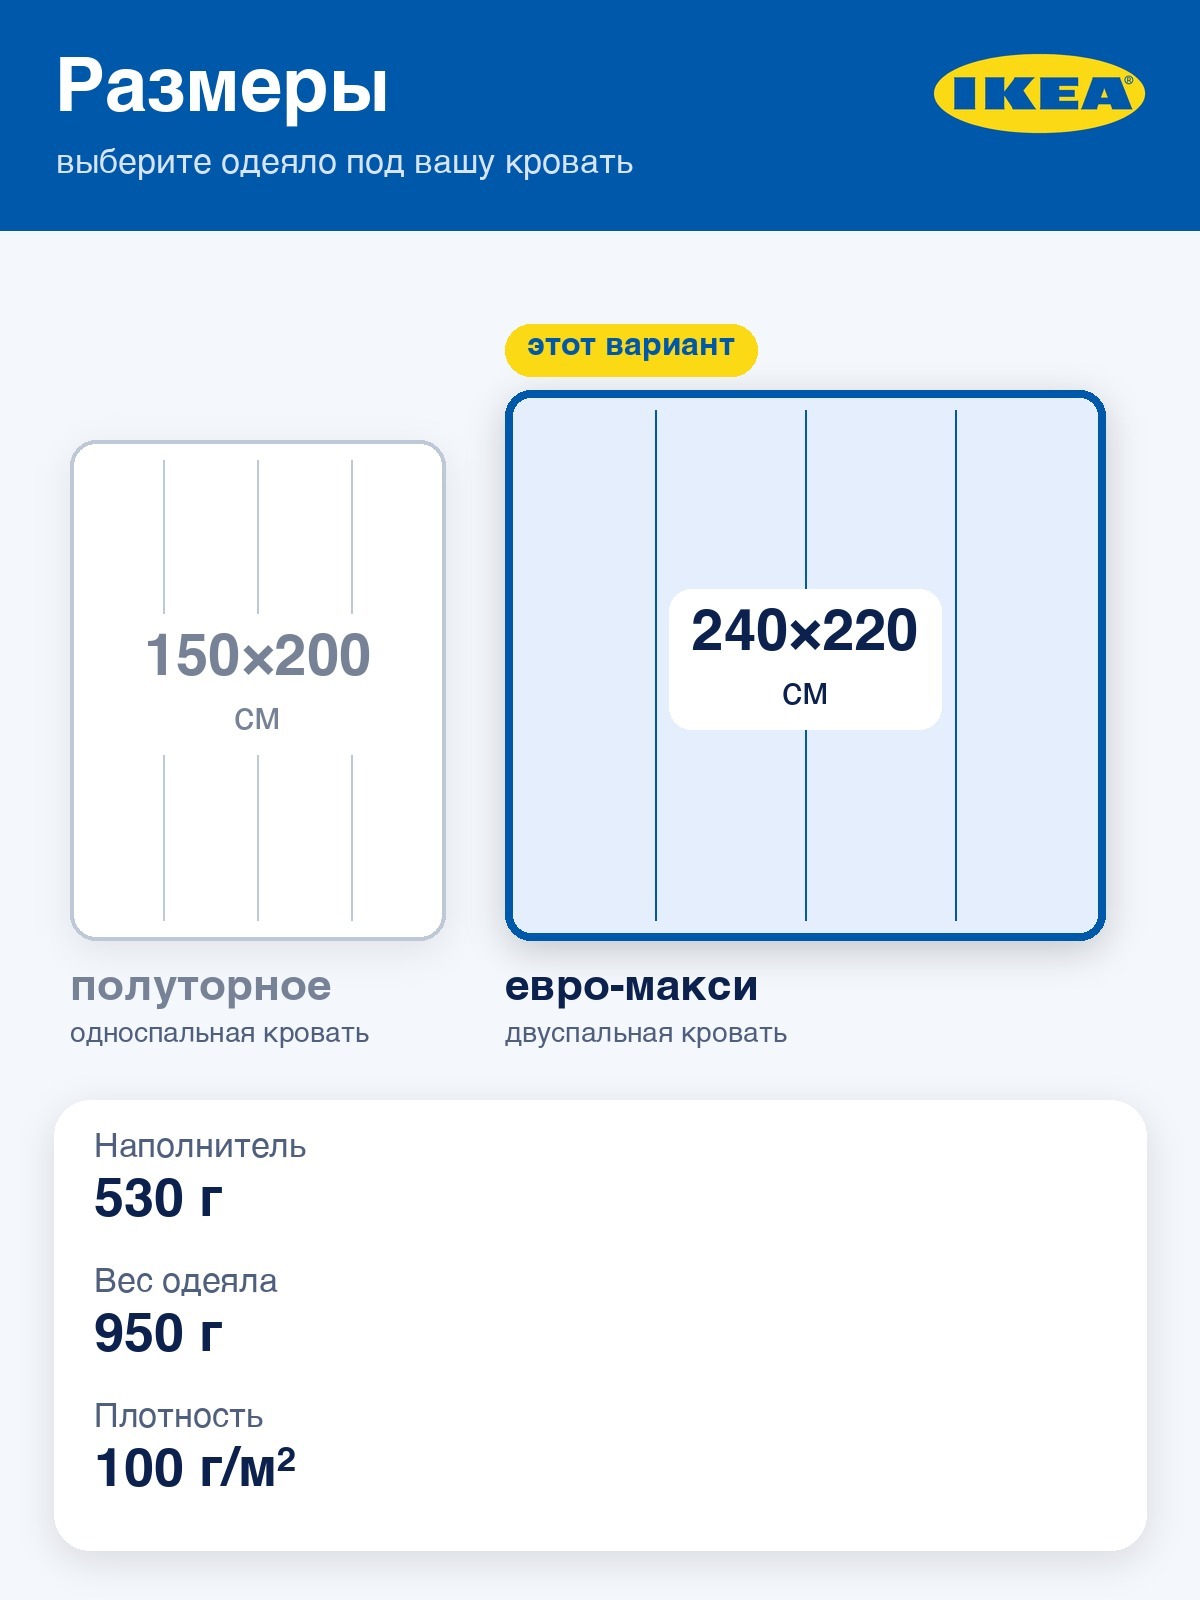 Размеры
IKEA®
выберите одеяло под вашу кровать
этот вариант
150×200
см
240×220
см
полуторное
односпальная кровать
евро-макси
двуспальная кровать
Наполнитель
530 г
Вес одеяла
950 г
Плотность
100 г/м²